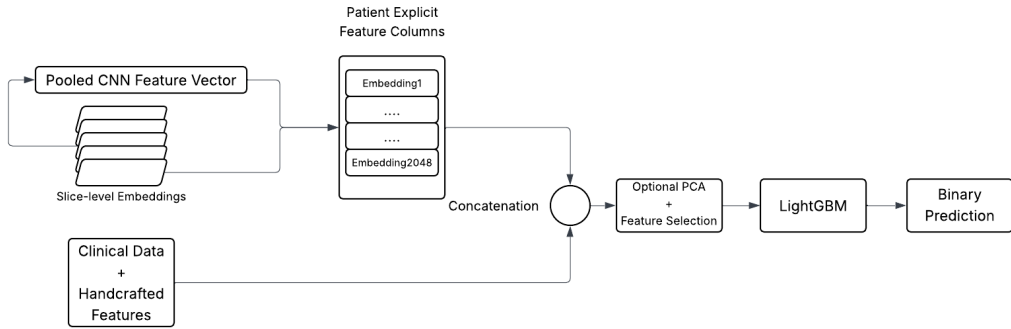 Patient Explicit
Feature Columns
Pooled CNN Feature Vector
Embedding1
....
....
Embedding2048
Slice-level Embeddings
Concatenation
Optional PCA
+
Feature Selection
LightGBM
Binary
Prediction
Clinical Data
+
Handcrafted
Features